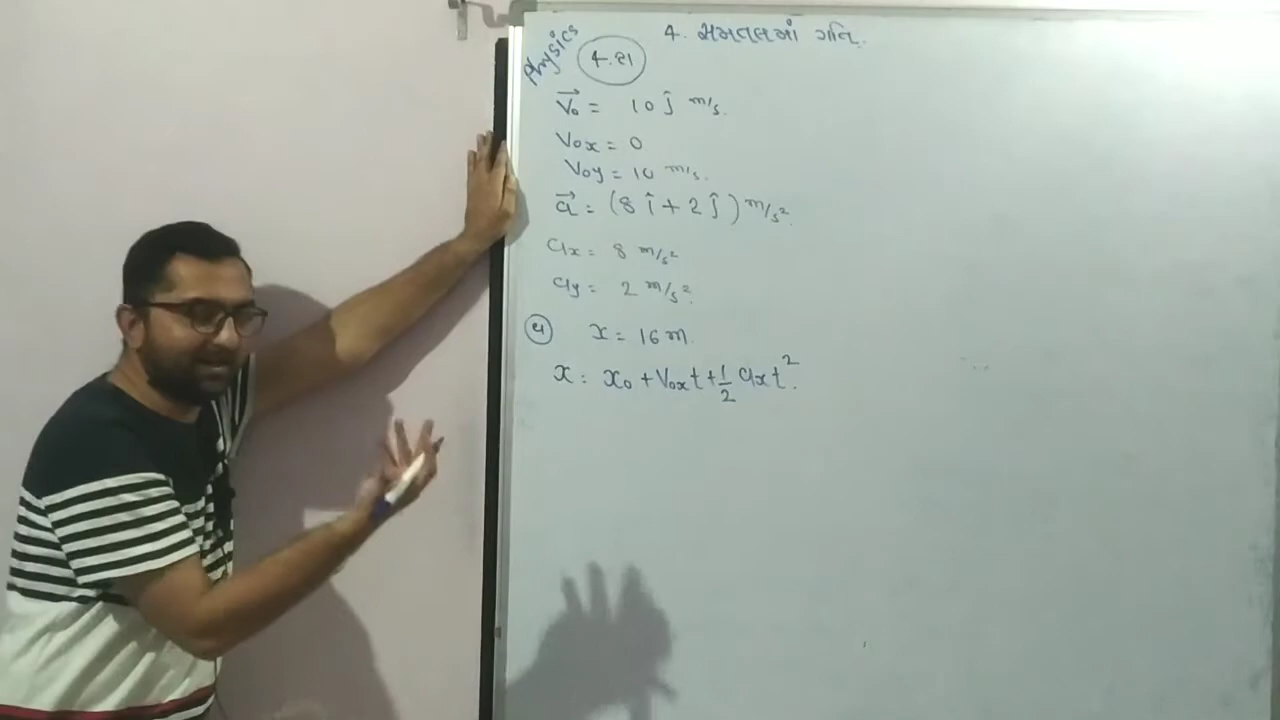 4. સમતલમાં ગતિ.
Physics
4.21
V₀⃗ = 10 ĵ m/s.
V₀x = 0
V₀y = 10 m/s.
a⃗ = (8 î + 2 ĵ) m/s².
ax = 8 m/s²
ay = 2 m/s².
x = 16 m.
x = x₀ + V₀x t + 1/2 ax t².